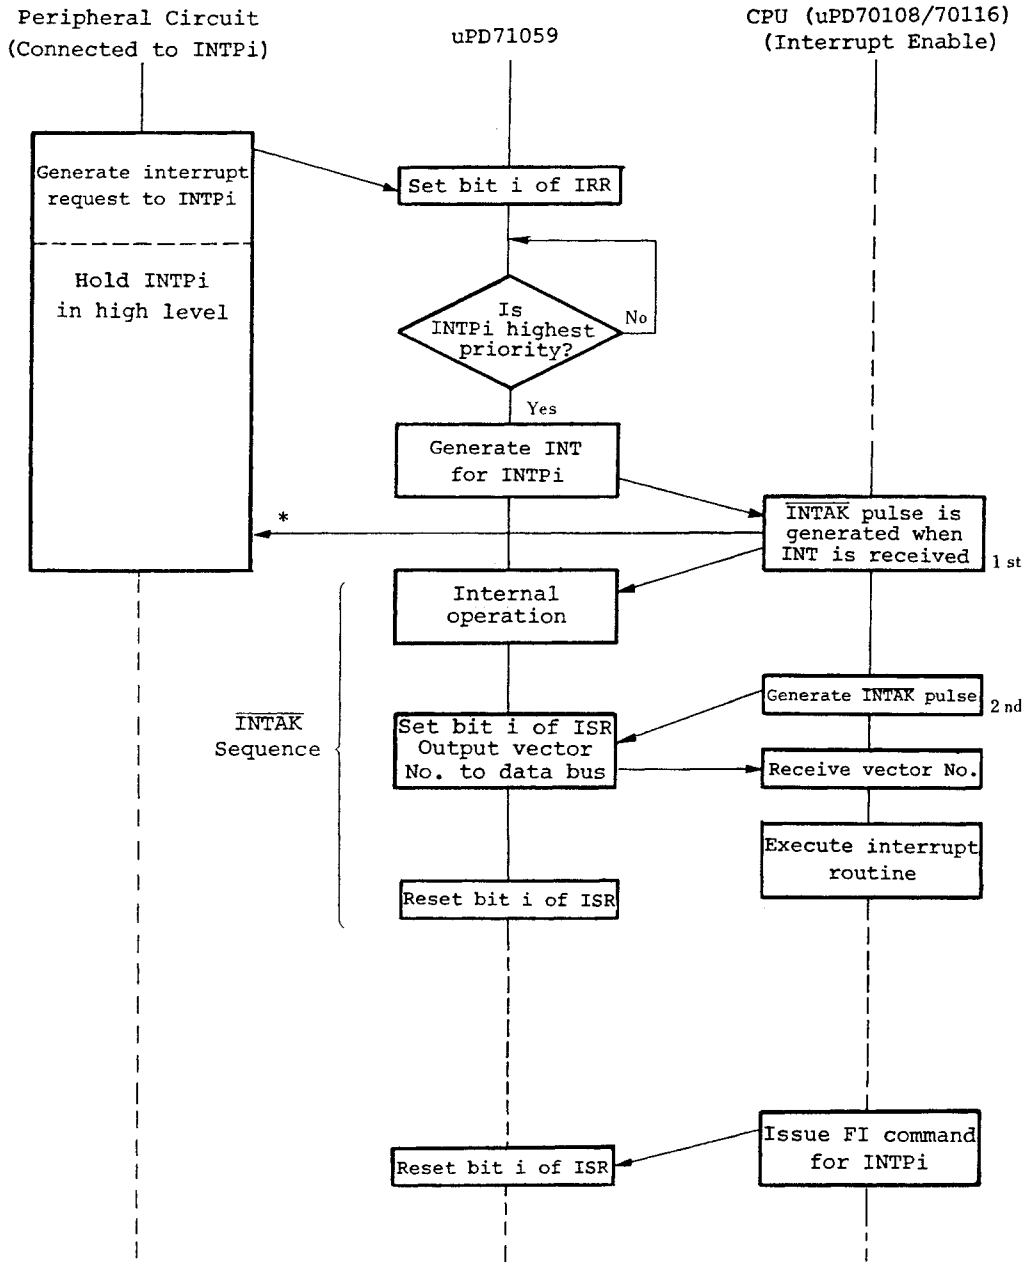 Peripheral Circuit
(Connected to INTPi)
uPD71059
CPU (uPD70108/70116)
(Interrupt Enable)
Generate interrupt
request to INTPi
Set bit i of IRR
Hold INTPi
in high level
Is
INTPi highest
priority?
No
Yes
Generate INT
for INTPi
*
INTAK pulse is
generated when
INT is received
1 st
Internal
operation
Generate INTAK pulse
2 nd
INTAK
Sequence
Set bit i of ISR
Output vector
No. to data bus
Receive vector No.
Execute interrupt
routine
Reset bit i of ISR
Issue FI command
for INTPi
Reset bit i of ISR